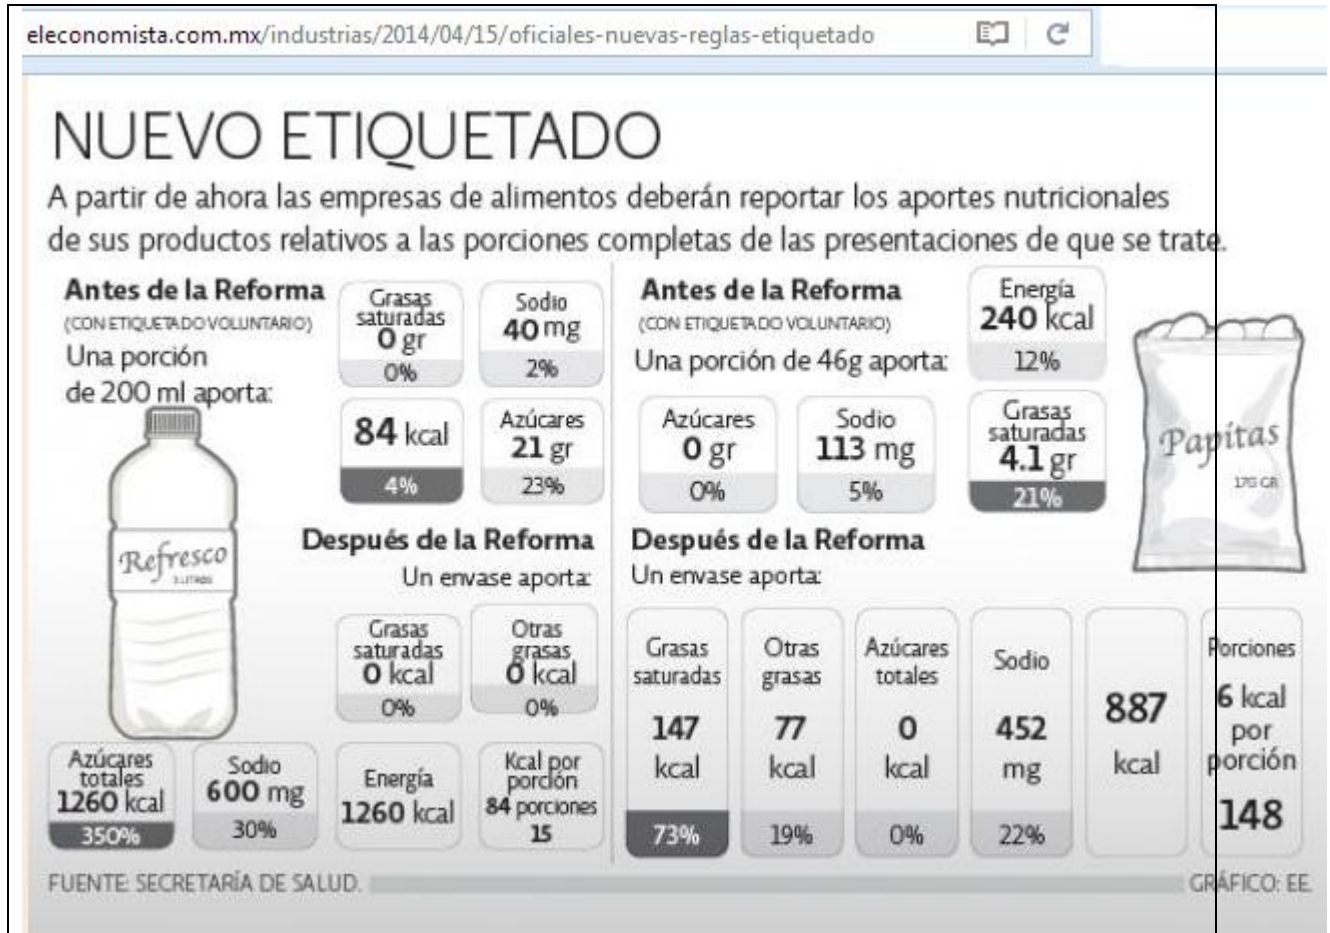 eleconomista.com.mx/industrias/2014/04/15/oficiales-nuevas-reglas-etiquetado
NUEVO ETIQUETADO
A partir de ahora las empresas de alimentos deberán reportar los aportes nutricionales
de sus productos relativos a las porciones completas de las presentaciones de que se trate.
Antes de la Reforma
(CON ETIQUETADO VOLUNTARIO)
Una porción
de 200 ml aporta:
Grasas
saturadas
0 gr
0%
Sodio
40 mg
2%
84 kcal
4%
Azúcares
21 gr
23%
Refresco
3 LITROS
Después de la Reforma
Un envase aporta:
Grasas
saturadas
0 kcal
0%
Otras
grasas
0 kcal
0%
Azúcares
totales
1260 kcal
350%
Sodio
600 mg
30%
Energía
1260 kcal
Kcal por
porción
84 porciones
15
Antes de la Reforma
(CON ETIQUETADO VOLUNTARIO)
Una porción de 46g aporta:
Energía
240 kcal
12%
Azúcares
0 gr
0%
Sodio
113 mg
5%
Grasas
saturadas
4.1 gr
21%
Papitas
170 GR
Después de la Reforma
Un envase aporta:
Grasas
saturadas
147
kcal
73%
Otras
grasas
77
kcal
19%
Azúcares
totales
0
kcal
0%
Sodio
452
mg
22%
887
kcal
Porciones
6 kcal
por
porción
148
FUENTE: SECRETARÍA DE SALUD.
GRÁFICO: EE.